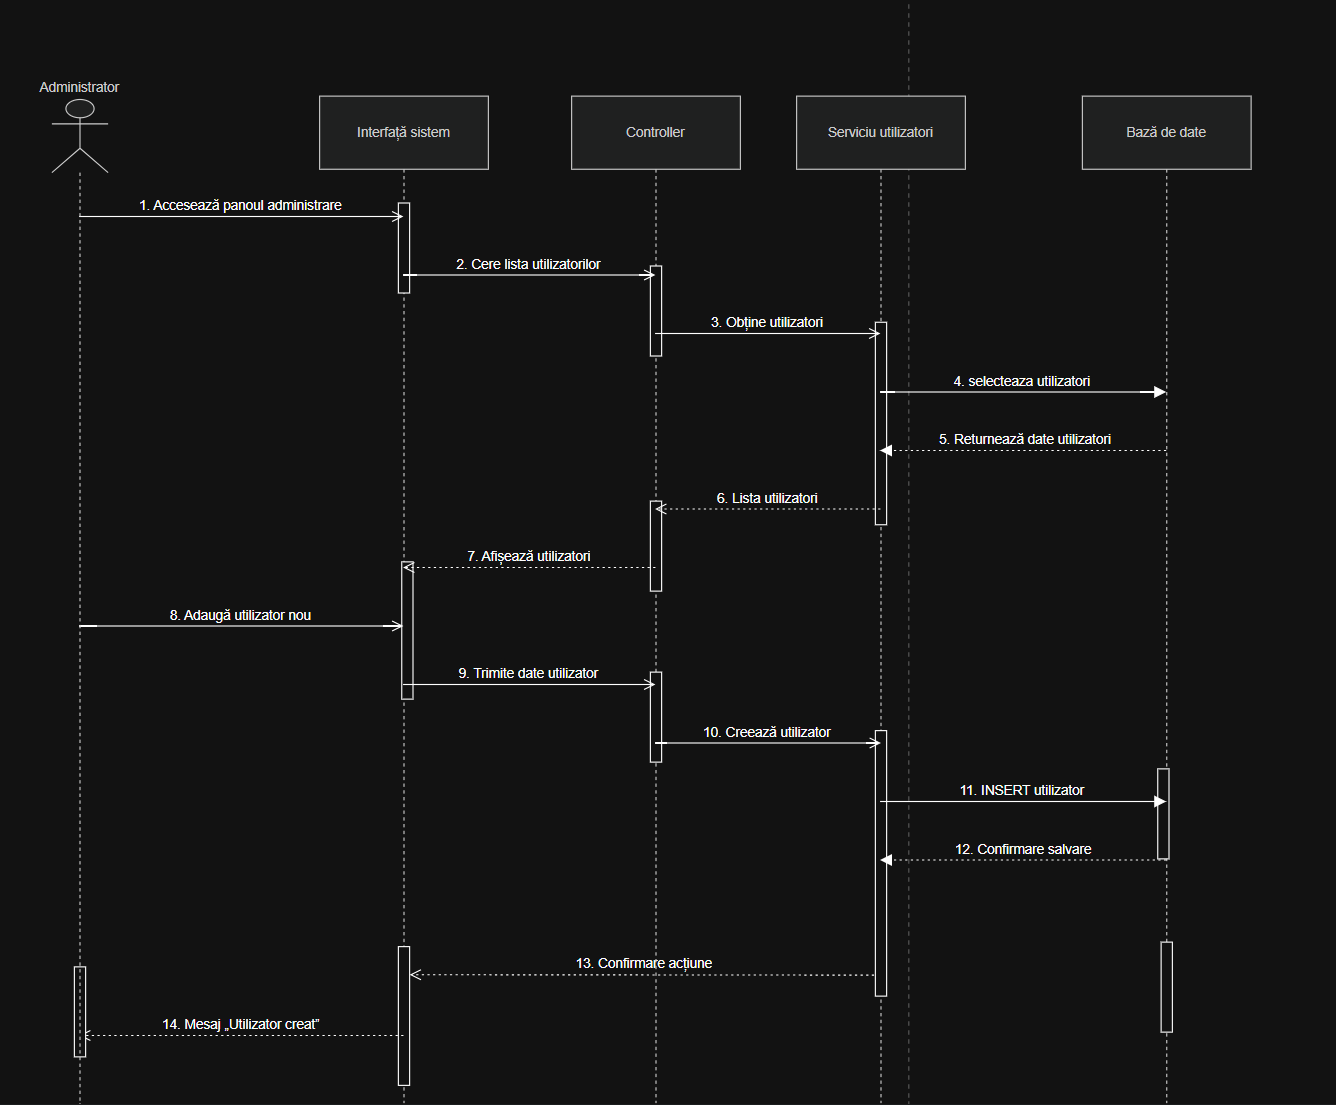 Administrator
Interfață sistem
Controller
Serviciu utilizatori
Bază de date
1. Accesează panoul administrare
2. Cere lista utilizatorilor
3. Obține utilizatori
4. selecteaza utilizatori
5. Returnează date utilizatori
6. Lista utilizatori
7. Afișează utilizatori
8. Adaugă utilizator nou
9. Trimite date utilizator
10. Creează utilizator
11. INSERT utilizator
12. Confirmare salvare
13. Confirmare acțiune
14. Mesaj „Utilizator creat”